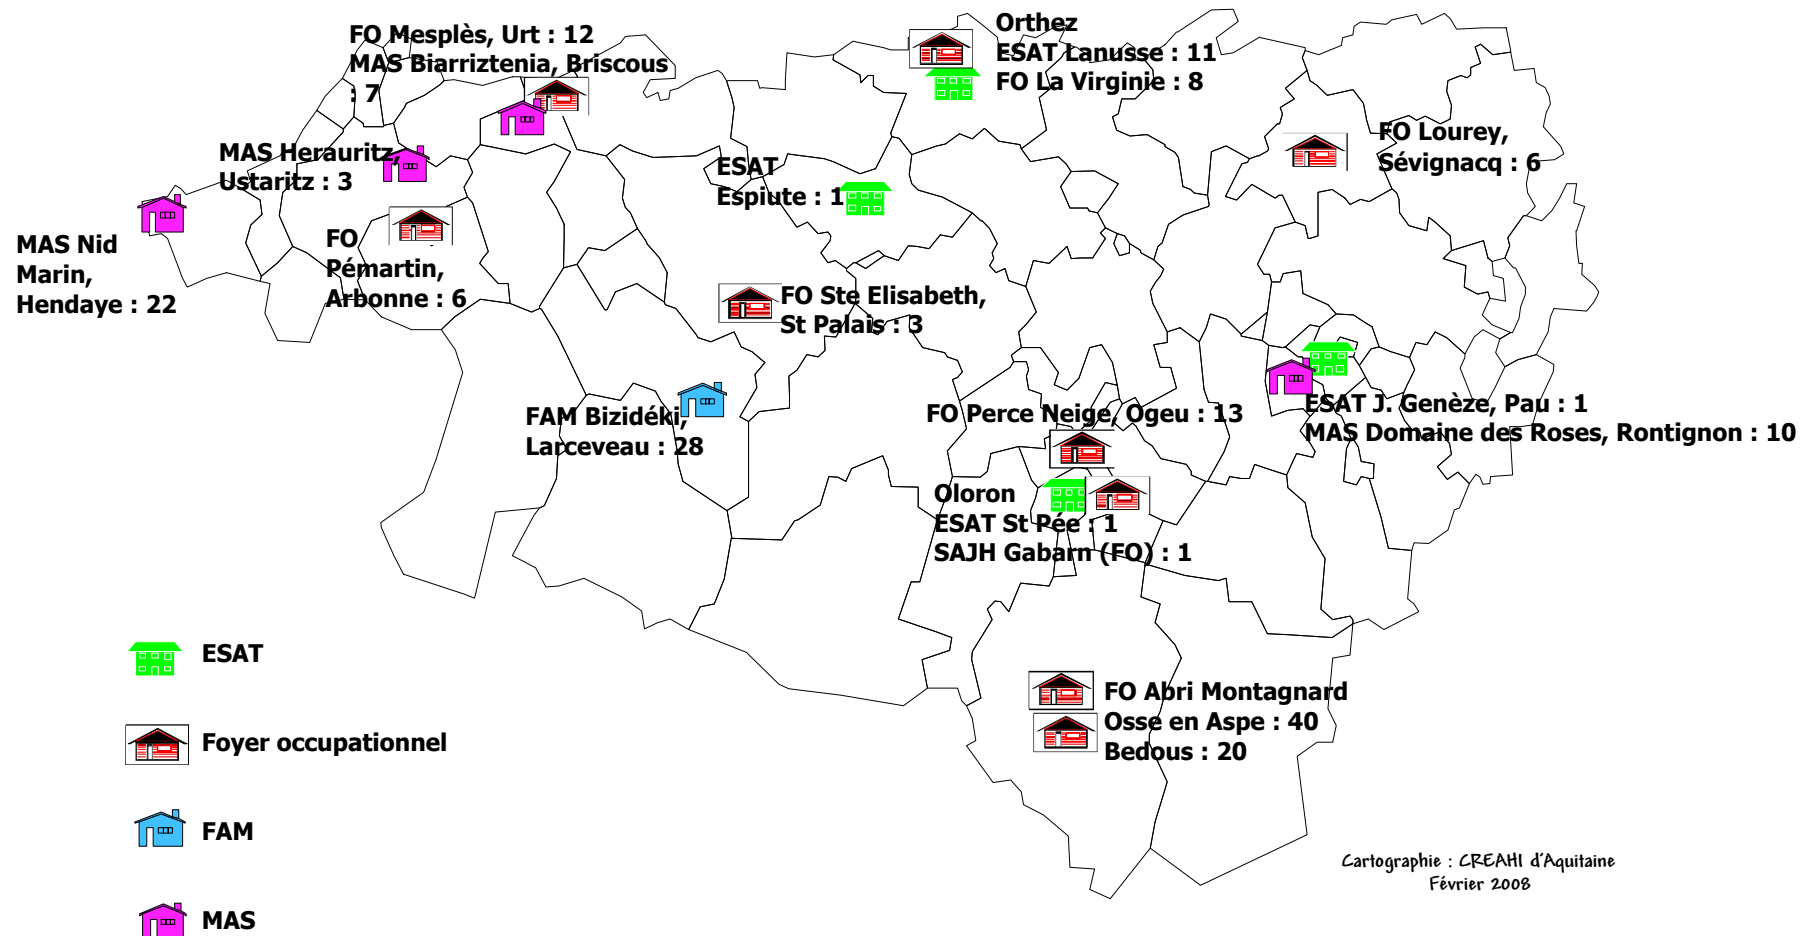 FO Mesplès, Urt : 12
MAS Biarriztenia, Briscous
: 7
Orthez
ESAT Lanusse : 11
FO La Virginie : 8
FO Lourey,
Sévignacq : 6
MAS Herauritz,
Ustaritz : 3
ESAT
Espiute : 1
MAS Nid
Marin,
Hendaye : 22
FO
Pémartin,
Arbonne : 6
FO Ste Elisabeth,
St Palais : 3
FAM Bizidéki,
Larceveau : 28
FO Perce Neige, Ogeu : 13
ESAT J. Genèze, Pau : 1
MAS Domaine des Roses, Rontignon : 10
Oloron
ESAT St Pée : 1
SAJH Gabarn (FO) : 1
FO Abri Montagnard
Osse en Aspe : 40
Bedous : 20
ESAT
Foyer occupationnel
FAM
MAS
Cartographie : CREAHI d'Aquitaine
Février 2008